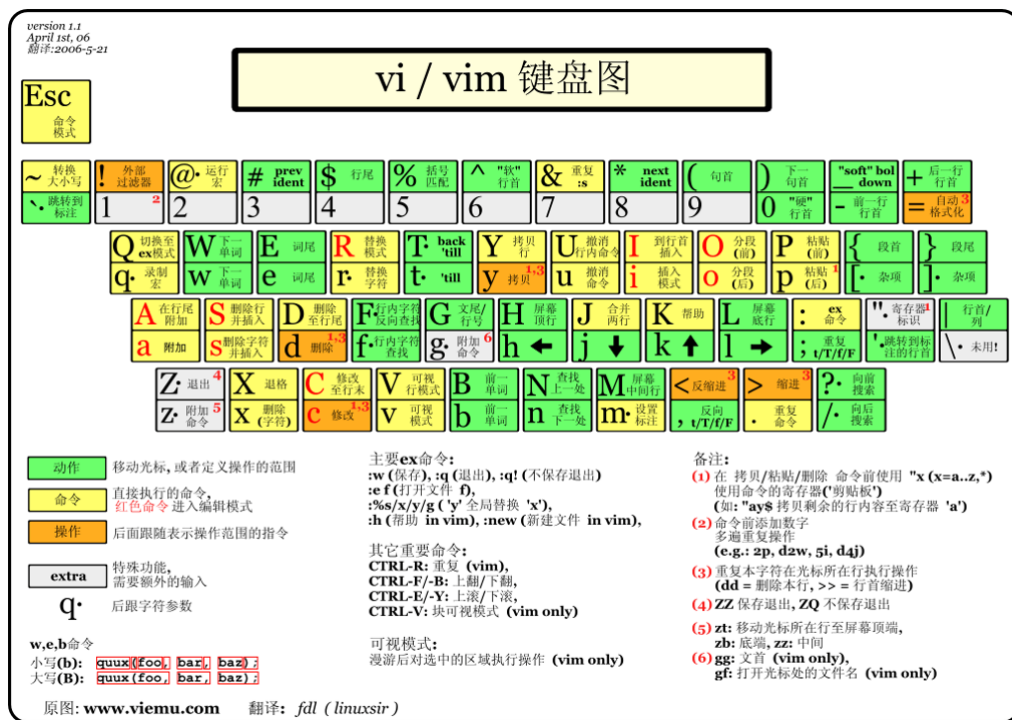 version 1.1
April 1st, 06
翻译:2006-5-21
vi / vim 键盘图
Esc 命令模式
~ 转换大小写
! 外部过滤器
@· 运行宏
# prev ident
$ 行尾
% 括号匹配
^ "软"行首
& 重复 :s
* next ident
( 句首
) 下一句首
"soft" bol down _
+ 后一行行首
`· 跳转到标注
1 2
2
3
4
5
6
7
8
9
0 "硬"行首
- 前一行行首
= 自动格式化 3
Q 切换至ex模式
W 下一单词
E 词尾
R 替换模式
T· back 'till
Y 拷贝行
U 撤消行内命令
I 到行首插入
O 分段(前)
P 粘贴(前)
{ 段首
} 段尾
q· 录制宏
w 下一单词
e 词尾
r· 替换字符
t· 'till
y 拷贝 1,3
u 撤消命令
i 插入模式
o 分段(后)
p 粘贴(后) 1
[· 杂项
]· 杂项
A 在行尾附加
S 删除行并插入
D 删除至行尾
F· 行内字符反向查找
G 文尾/行号
H 屏幕顶行
J 合并两行
K 帮助
L 屏幕底行
: ex 命令
"· 寄存器标识 1
| 行首/列
a 附加
s 删除字符并插入
d 删除 1,3
f· 行内字符查找
g· 附加命令 6
h ←
j ↓
k ↑
l →
; 重复 t/T/f/F
'· 跳转到标注的行首
\· 未用!
Z· 退出 4
X 退格
C 修改至行末
V 可视行模式
B 前一单词
N 查找上一处
M 屏幕中间行
< 反缩进 3
> 缩进 3
?· 向前搜索
z· 附加命令 5
x 删除(字符)
c 修改 1,3
v 可视模式
b 前一单词
n 查找下一处
m· 设置标注
, 反向 t/T/f/F
. 重复命令
/· 向后搜索
动作 移动光标, 或者定义操作的范围
命令 直接执行的命令,
红色命令 进入编辑模式
操作 后面跟随表示操作范围的指令
extra 特殊功能,
需要额外的输入
q· 后跟字符参数
w,e,b命令
小写(b): quux(foo, bar, baz);
大写(B): quux(foo, bar, baz);
主要ex命令:
:w (保存), :q (退出), :q! (不保存退出)
:e f (打开文件 f),
:%s/x/y/g ( 'y' 全局替换 'x'),
:h (帮助 in vim), :new (新建文件 in vim),
其它重要命令:
CTRL-R: 重复 (vim),
CTRL-F/-B: 上翻/下翻,
CTRL-E/-Y: 上滚/下滚,
CTRL-V: 块可视模式 (vim only)
可视模式:
漫游后对选中的区域执行操作 (vim only)
备注:
(1) 在 拷贝/粘贴/删除 命令前使用 "x (x=a..z,*)
使用命令的寄存器('剪贴板')
(如: "ay$ 拷贝剩余的行内容至寄存器 'a')
(2) 命令前添加数字
多遍重复操作
(e.g.: 2p, d2w, 5i, d4j)
(3) 重复本字符在光标所在行执行操作
(dd = 删除本行, >> = 行首缩进)
(4) ZZ 保存退出, ZQ 不保存退出
(5) zt: 移动光标所在行至屏幕顶端,
zb: 底端, zz: 中间
(6) gg: 文首 (vim only),
gf: 打开光标处的文件名 (vim only)
原图: www.viemu.com 翻译: fdl ( linuxsir )